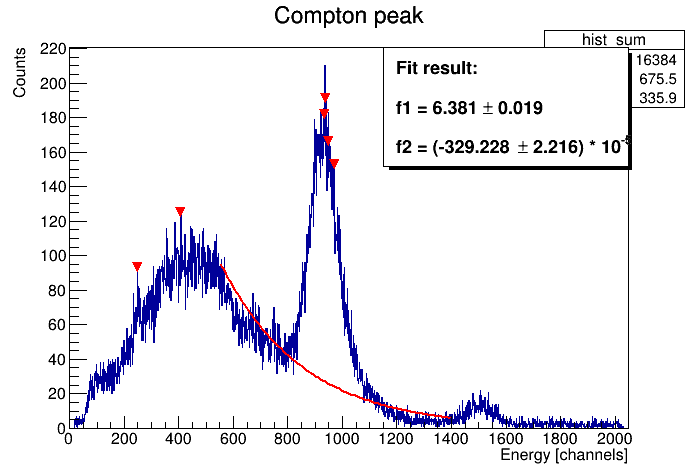 Compton peak
hist_sum
16384
675.5
335.9
Fit result:
f1 = 6.381 ± 0.019
f2 = (-329.228 ± 2.216) * 10
Counts
220
200
180
160
140
120
100
80
60
40
20
0
0 200 400 600 800 1000 1200 1400 1600 1800 2000
Energy [channels]